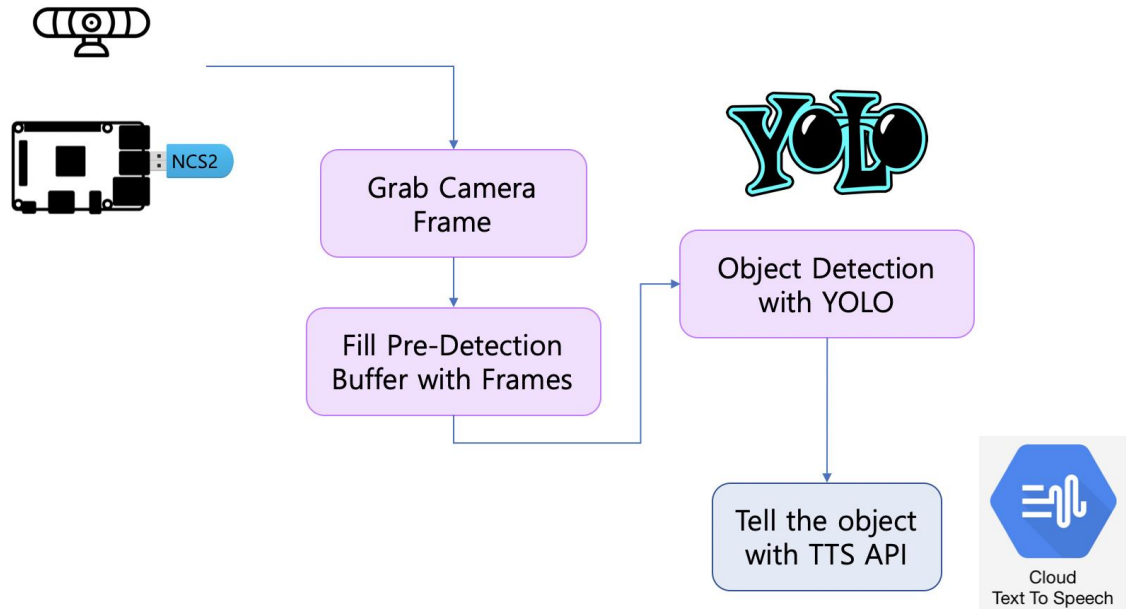 NCS2
Grab Camera
Frame
Fill Pre-Detection
Buffer with Frames
YOLO
Object Detection
with YOLO
Tell the object
with TTS API
Cloud
Text To Speech